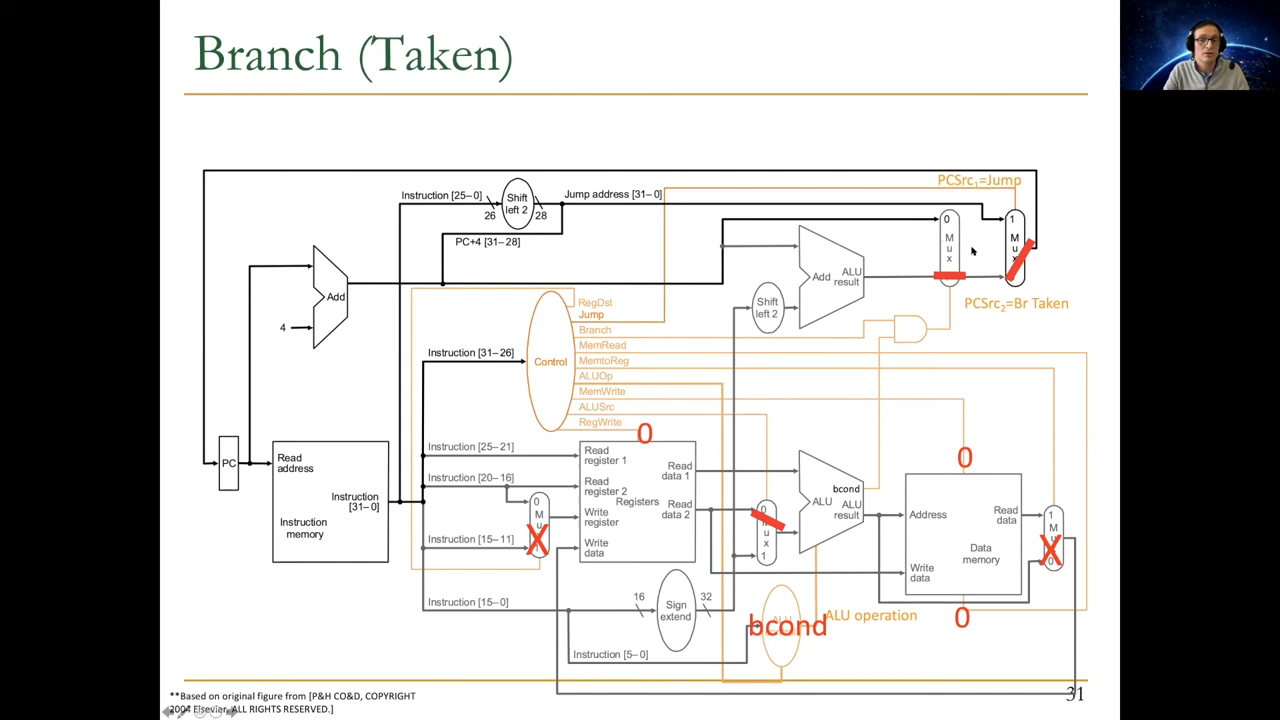 Branch (Taken)
PCSrc1=Jump
Instruction [25–0]
Shift
left 2
Jump address [31–0]
26
28
PC+4 [31–28]
0
M
u
x
1
M
u
x
Add
ALU
result
Add
4
Shift
left 2
PCSrc2=Br Taken
RegDst
Jump
Branch
MemRead
MemtoReg
ALUOp
MemWrite
ALUSrc
RegWrite
Instruction [31–26]
Control
0
0
PC
Read
address
Instruction
[31–0]
Instruction
memory
Instruction [25–21]
Instruction [20–16]
Instruction [15–11]
Instruction [15–0]
0
M
u
X
Read
register 1
Read
register 2
Write
register
Write
data
Registers
Read
data 1
Read
data 2
0
Mux
1
bcond
ALU
ALU
result
Address
Write
data
Read
data
Data
memory
1
M
u
X
0
16
Sign
extend
32
bcond
ALU operation
0
Instruction [5–0]
**Based on original figure from [P&H CO&D, COPYRIGHT
2004 Elsevier. ALL RIGHTS RESERVED.]
31